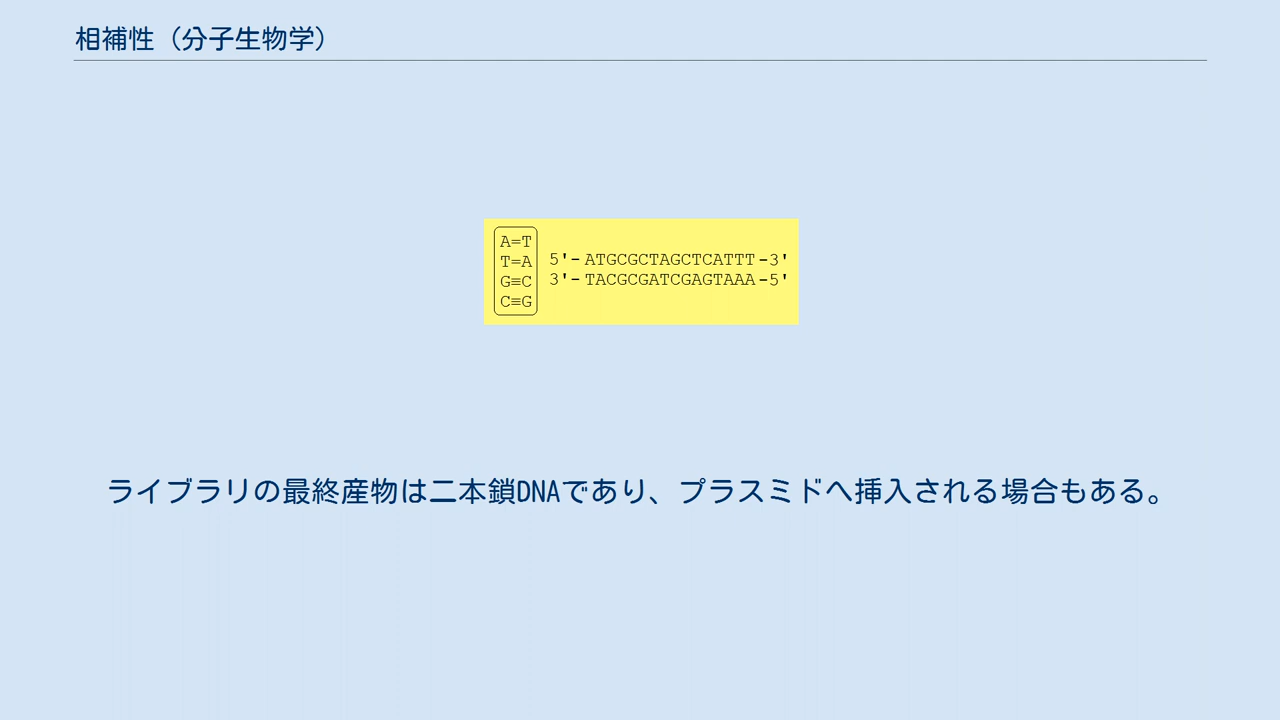 相補性（分子生物学）
A=T
T=A
G≡C
C≡G
5'-ATGCGCTAGCTCATTT-3'
3'-TACGCGATCGAGTAAA-5'
ライブラリの最終産物は二本鎖DNAであり、プラスミドへ挿入される場合もある。